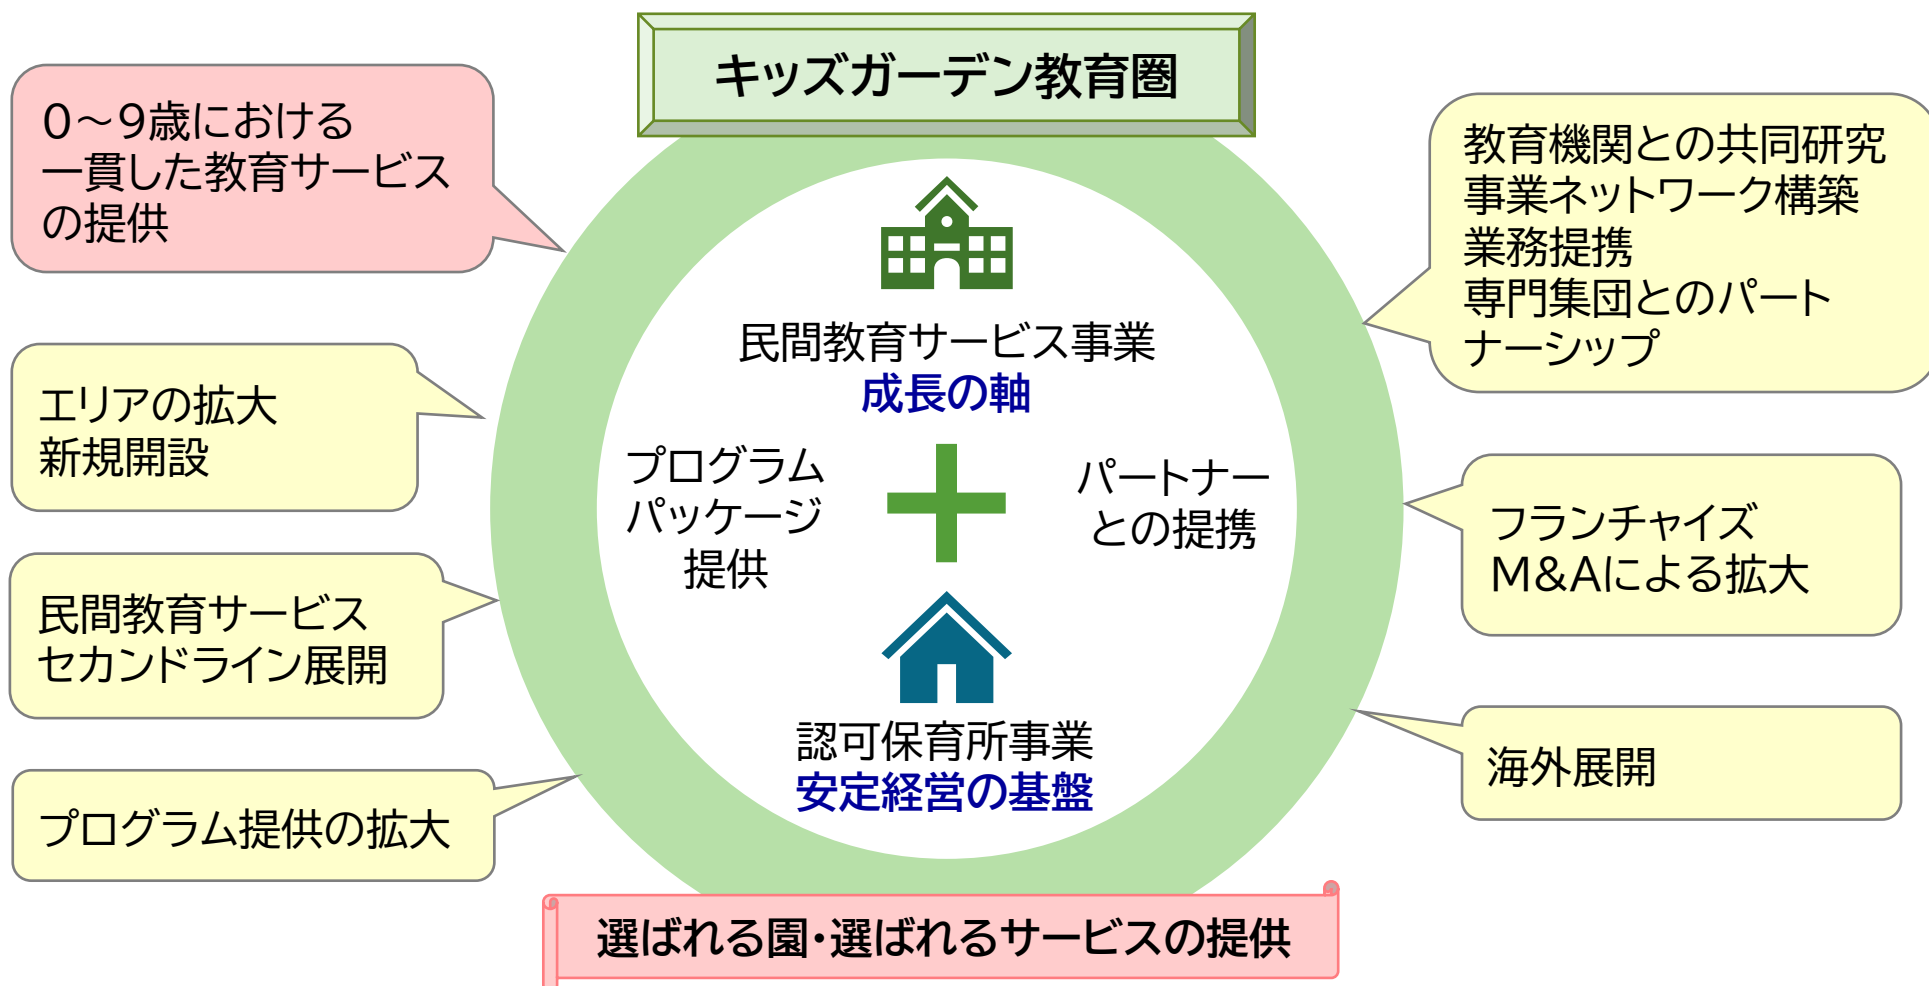 キッズガーデン教育圏
0～9歳における
一貫した教育サービス
の提供
エリアの拡大
新規開設
民間教育サービス
セカンドライン展開
プログラム提供の拡大
民間教育サービス事業
成長の軸
プログラム
パッケージ
提供
パートナー
との提携
認可保育所事業
安定経営の基盤
教育機関との共同研究
事業ネットワーク構築
業務提携
専門集団とのパート
ナーシップ
フランチャイズ
M&Aによる拡大
海外展開
選ばれる園・選ばれるサービスの提供